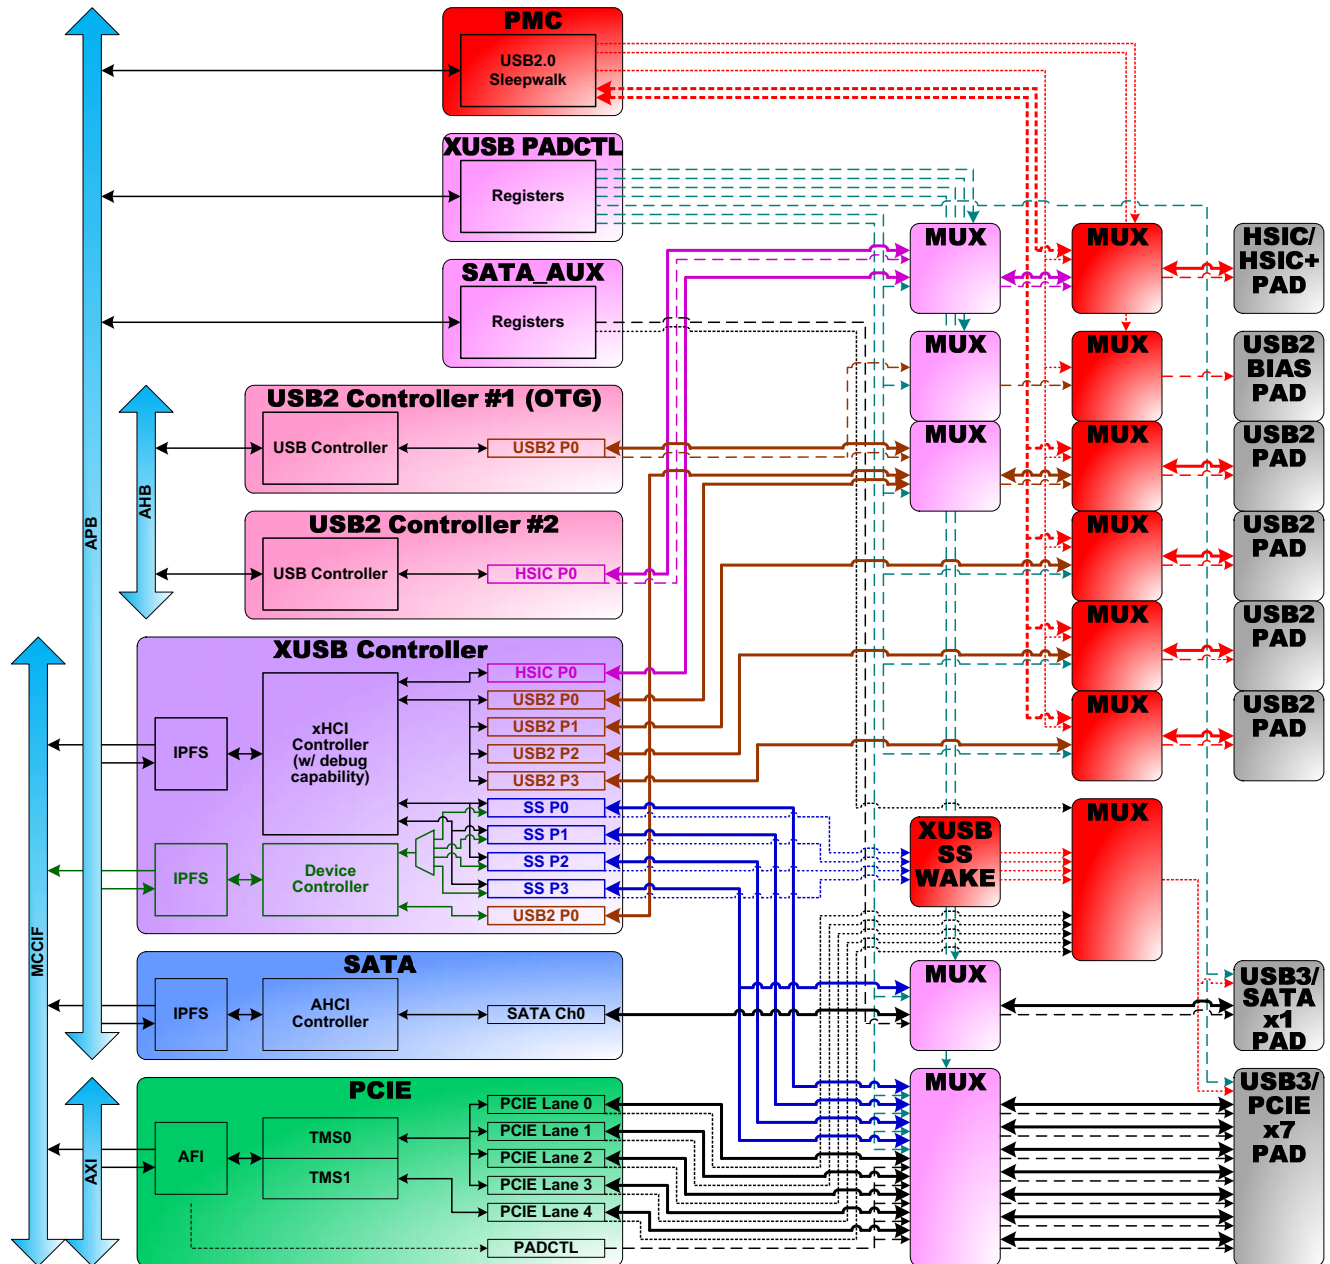 PMC
USB2.0
Sleepwalk
XUSB PADCTL
Registers
SATA_AUX
Registers
MUX
MUX
HSIC/
HSIC+
PAD
MUX
MUX
USB2
BIAS
PAD
USB2 Controller #1 (OTG)
USB Controller
USB2 P0
MUX
MUX
USB2
PAD
AHB
APB
USB2 Controller #2
USB Controller
HSIC P0
MUX
USB2
PAD
MUX
USB2
PAD
MUX
USB2
PAD
XUSB Controller
IPFS
xHCI
Controller
(w/ debug
capability)
HSIC P0
USB2 P0
USB2 P1
USB2 P2
USB2 P3
SS P0
SS P1
SS P2
SS P3
USB2 P0
IPFS
Device
Controller
XUSB
SS
WAKE
MUX
MCCIF
SATA
IPFS
AHCI
Controller
SATA Ch0
MUX
USB3/
SATA
x1
PAD
AXI
PCIE
AFI
TMS0
TMS1
PCIE Lane 0
PCIE Lane 1
PCIE Lane 2
PCIE Lane 3
PCIE Lane 4
PADCTL
MUX
USB3/
PCIE
x7
PAD